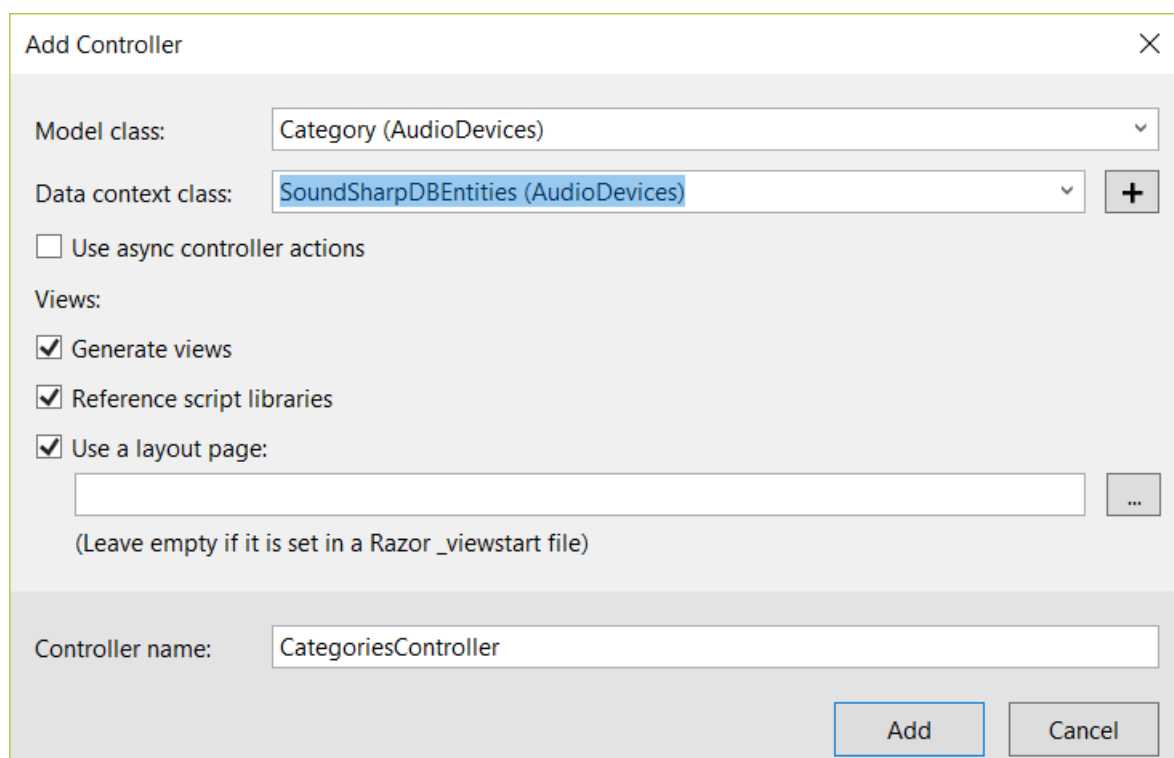 Add Controller
Model class:
Category (AudioDevices)
Data context class:
SoundSharpDBEntities (AudioDevices)
+
Use async controller actions
Views:
Generate views
Reference script libraries
Use a layout page:
...
(Leave empty if it is set in a Razor _viewstart file)
Controller name:
CategoriesController
Add
Cancel